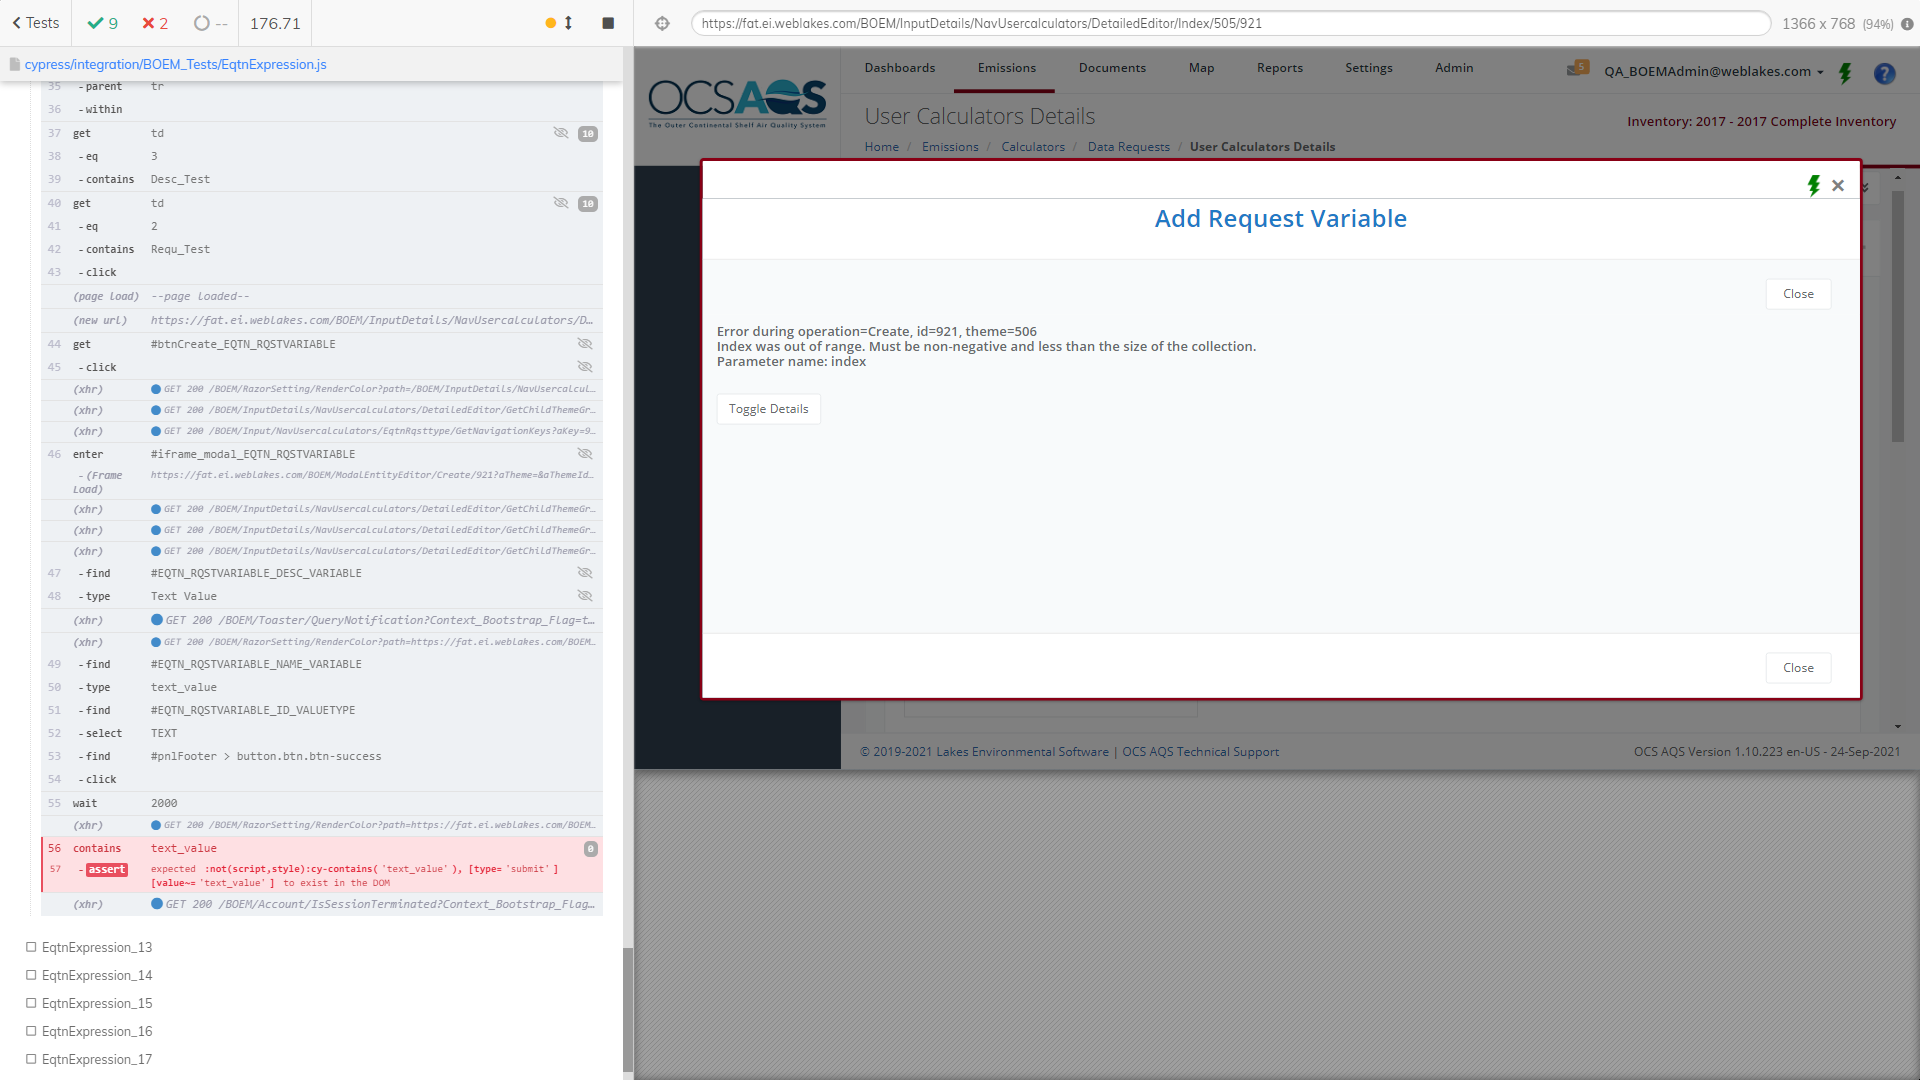 Tests
9
2
--
176.71
cypress/integration/BOEM_Tests/EqtnExpression.js
35 -parent tr
36 -within
37 get td 10
38 -eq 3
39 -contains Desc_Test
40 get td 10
41 -eq 2
42 -contains Requ_Test
43 -click
(page load) --page loaded--
(new url) https://fat.ei.weblakes.com/BOEM/InputDetails/NavUsercalculators/D…
44 get #btnCreate_EQTN_RQSTVARIABLE
45 -click
(xhr) GET 200 /BOEM/RazorSetting/RenderColor?path=/BOEM/InputDetails/NavUsercalcul…
(xhr) GET 200 /BOEM/InputDetails/NavUsercalculators/DetailedEditor/GetChildThemeGr…
(xhr) GET 200 /BOEM/Input/NavUsercalculators/EqtnRqsttype/GetNavigationKeys?aKey=9…
46 enter #iframe_modal_EQTN_RQSTVARIABLE
-(Frame Load) https://fat.ei.weblakes.com/BOEM/ModalEntityEditor/Create/921?aTheme=&aThemeId…
(xhr) GET 200 /BOEM/InputDetails/NavUsercalculators/DetailedEditor/GetChildThemeGr…
(xhr) GET 200 /BOEM/InputDetails/NavUsercalculators/DetailedEditor/GetChildThemeGr…
(xhr) GET 200 /BOEM/InputDetails/NavUsercalculators/DetailedEditor/GetChildThemeGr…
47 -find #EQTN_RQSTVARIABLE_DESC_VARIABLE
48 -type Text Value
(xhr) GET 200 /BOEM/Toaster/QueryNotification?Context_Bootstrap_Flag=t…
(xhr) GET 200 /BOEM/RazorSetting/RenderColor?path=https://fat.ei.weblakes.com/BOEM…
49 -find #EQTN_RQSTVARIABLE_NAME_VARIABLE
50 -type text_value
51 -find #EQTN_RQSTVARIABLE_ID_VALUETYPE
52 -select TEXT
53 -find #pnlFooter > button.btn.btn-success
54 -click
55 wait 2000
(xhr) GET 200 /BOEM/RazorSetting/RenderColor?path=https://fat.ei.weblakes.com/BOEM…
56 contains text_value 0
57 -assert expected :not(script,style):cy-contains('text_value'), [type='submit']
[value~='text_value'] to exist in the DOM
(xhr) GET 200 /BOEM/Account/IsSessionTerminated?Context_Bootstrap_Flag…
EqtnExpression_13
EqtnExpression_14
EqtnExpression_15
EqtnExpression_16
EqtnExpression_17
https://fat.ei.weblakes.com/BOEM/InputDetails/NavUsercalculators/DetailedEditor/Index/505/921
1366 x 768 (94%)
OCSAQS
The Outer Continental Shelf Air Quality System
Dashboards Emissions Documents Map Reports Settings Admin
5 QA_BOEMAdmin@weblakes.com ?
User Calculators Details
Inventory: 2017 - 2017 Complete Inventory
Home / Emissions / Calculators / Data Requests / User Calculators Details
Add Request Variable
Close
Error during operation=Create, id=921, theme=506
Index was out of range. Must be non-negative and less than the size of the collection.
Parameter name: index
Toggle Details
Close
© 2019-2021 Lakes Environmental Software | OCS AQS Technical Support
OCS AQS Version 1.10.223 en-US - 24-Sep-2021